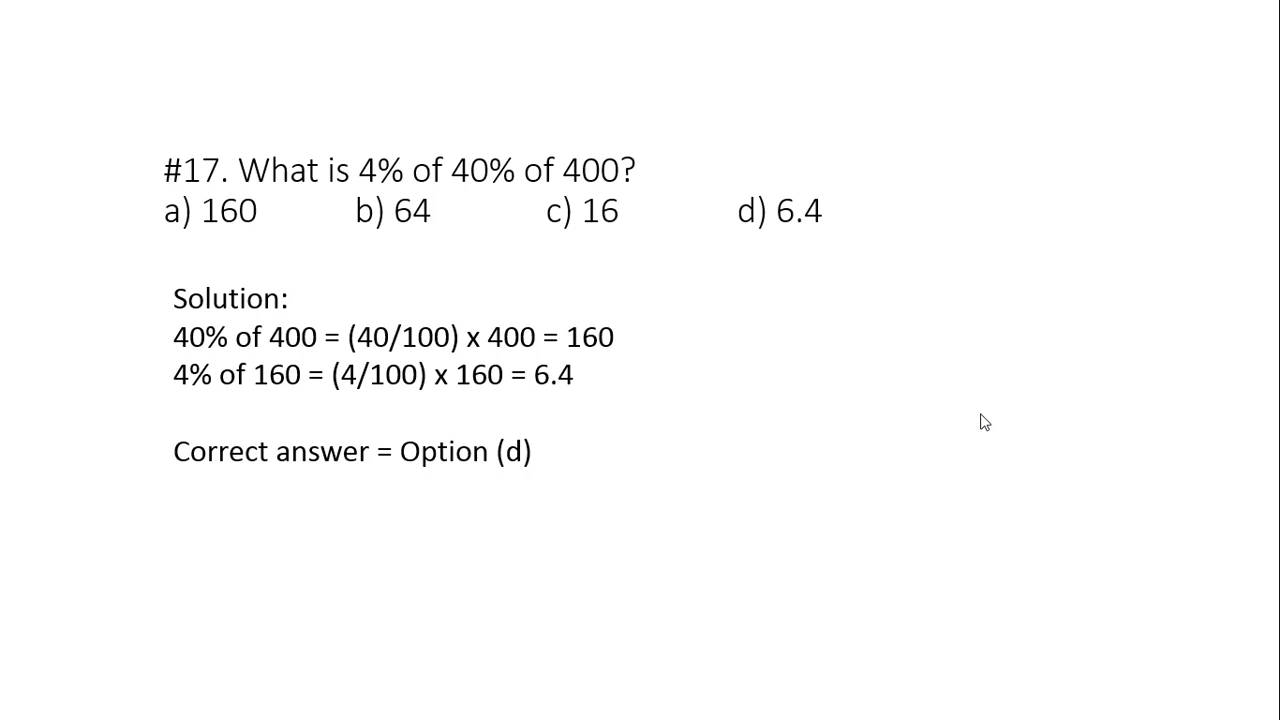 #17. What is 4% of 40% of 400?
a) 160 b) 64 c) 16 d) 6.4
Solution:
40% of 400 = (40/100) x 400 = 160
4% of 160 = (4/100) x 160 = 6.4
Correct answer = Option (d)